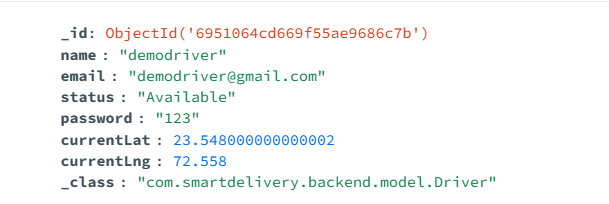 _id: ObjectId('6951064cd669f55ae9686c7b')
name : "demodriver"
email : "demodriver@gmail.com"
status : "Available"
password : "123"
currentLat : 23.548000000000002
currentLng : 72.558
_class : "com.smartdelivery.backend.model.Driver"